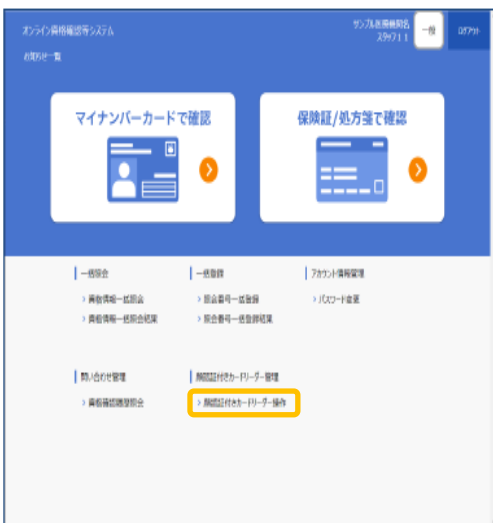 オンライン資格確認等システム
サンプル医療機関名
スタッフ11
一般
ログアウト
お知らせ一覧
マイナンバーカードで確認
保険証/処方箋で確認
一括照会
一括登録
アカウント情報管理
> 資格情報一括照会
> 照会番号一括登録
> パスワード変更
> 資格情報一括照会結果
> 照会番号一括登録結果
問い合わせ管理
顔認証付きカードリーダー管理
> 資格確認履歴照会
> 顔認証付きカードリーダー操作